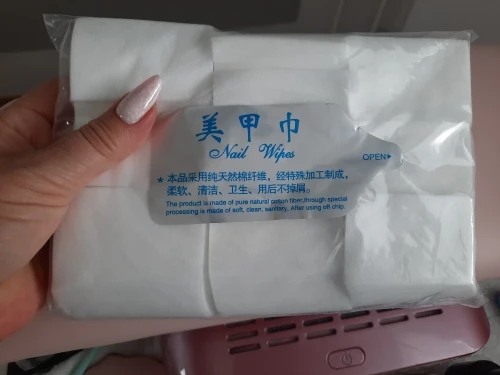 美甲巾
Nail Wipes
OPEN
★ 本品采用纯天然棉纤维，经特殊加工制成，
柔软、清洁、卫生、用后不掉屑。
The product is made of pure natural cotton fiber,through special
processing is made of soft, clean, sanitary. After using off chip.